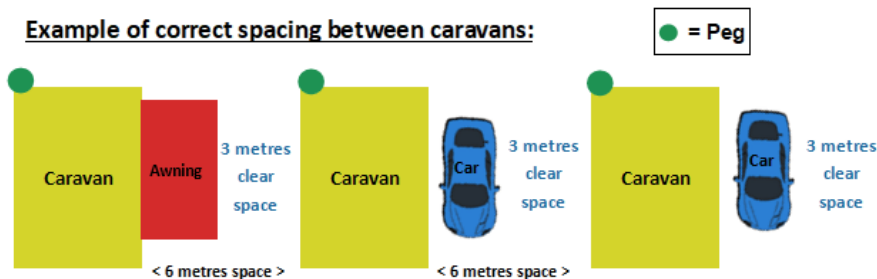 Example of correct spacing between caravans:
= Peg
Caravan
Awning
3 metres
clear
space
Caravan
Car
3 metres
clear
space
Caravan
Car
3 metres
clear
space
< 6 metres space >
< 6 metres space >